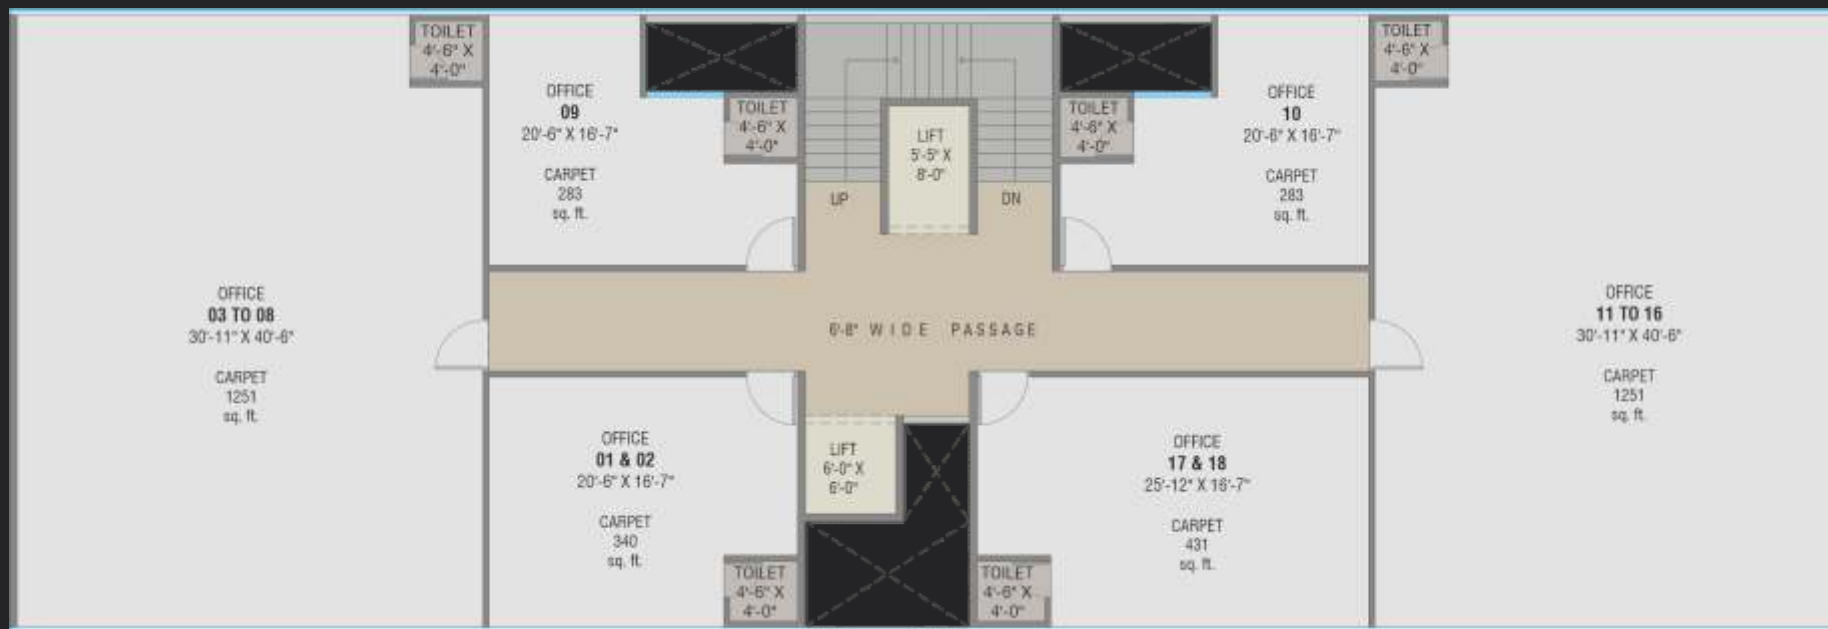 TOILET
4'-6" X
4'-0"
TOILET
4'-6" X
4'-0"
OFFICE
09
20'-6" X 16'-7"
CARPET
283
sq. ft.
TOILET
4'-6" X
4'-0"
LIFT
5'-5" X
8'-0"
UP
DN
TOILET
4'-6" X
4'-0"
OFFICE
10
20'-6" X 16'-7"
CARPET
283
sq. ft.
OFFICE
03 TO 08
30'-11" X 40'-6"
CARPET
1251
sq. ft.
6'-8" WIDE PASSAGE
OFFICE
11 TO 16
30'-11" X 40'-6"
CARPET
1251
sq. ft.
OFFICE
01 & 02
20'-6" X 16'-7"
CARPET
340
sq. ft.
LIFT
6'-0" X
6'-0"
OFFICE
17 & 18
25'-12" X 16'-7"
CARPET
431
sq. ft.
TOILET
4'-6" X
4'-0"
TOILET
4'-6" X
4'-0"